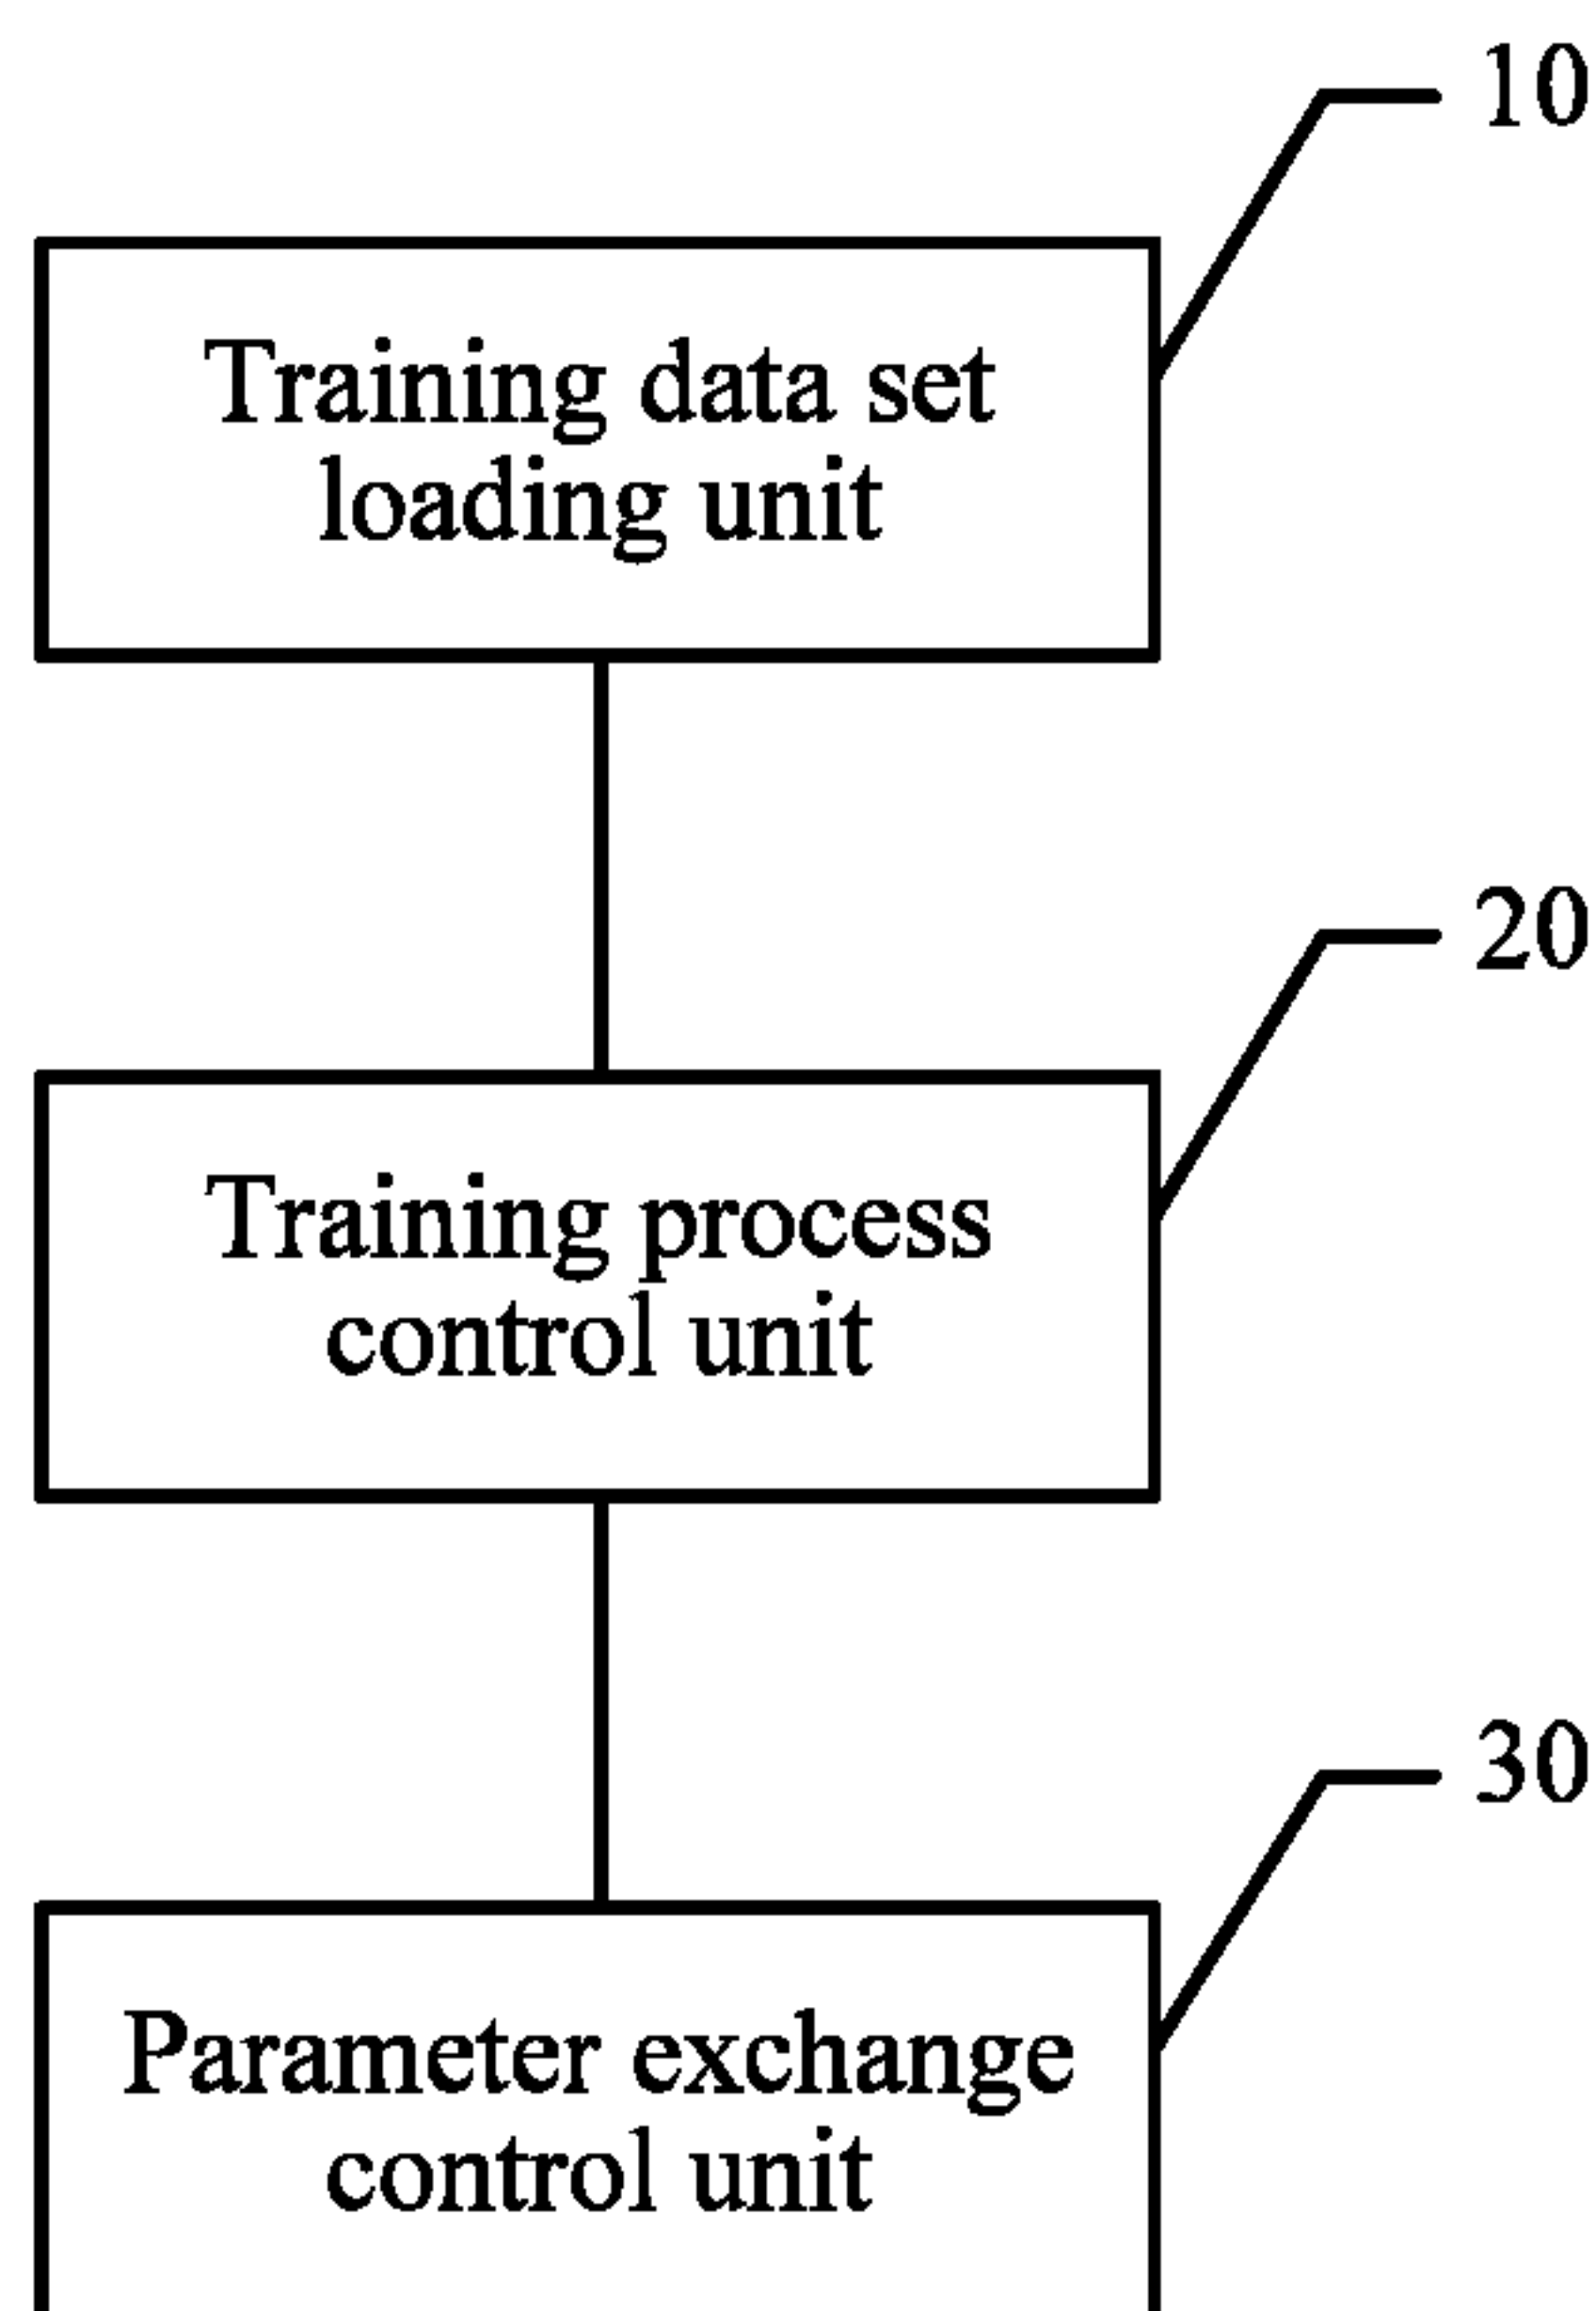 10
Training data set
loading unit
20
Training process
control unit
30
Parameter exchange
control unit